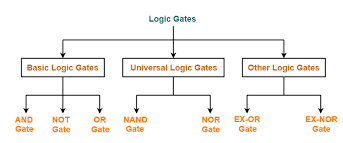 Logic Gates
Basic Logic Gates
Universal Logic Gates
Other Logic Gates
AND
Gate
NOT
Gate
OR
Gate
NAND
Gate
NOR
Gate
EX-OR
Gate
EX-NOR
Gate